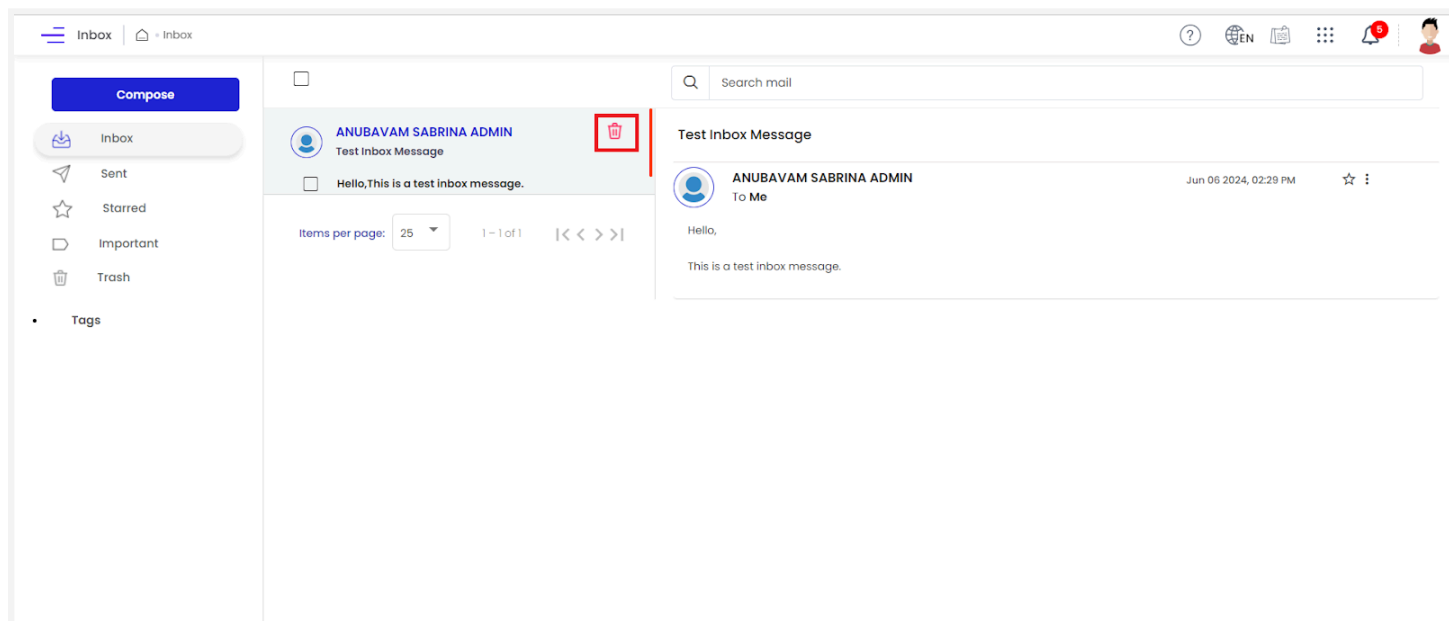 Inbox
Inbox
EN
5
Compose
Inbox
Sent
Starred
Important
Trash
Tags
ANUBAVAM SABRINA ADMIN
Test Inbox Message
Hello,This is a test inbox message.
Items per page: 25 1 – 1 of 1
Search mail
Test Inbox Message
ANUBAVAM SABRINA ADMIN
Jun 06 2024, 02:29 PM
To Me
Hello,
This is a test inbox message.